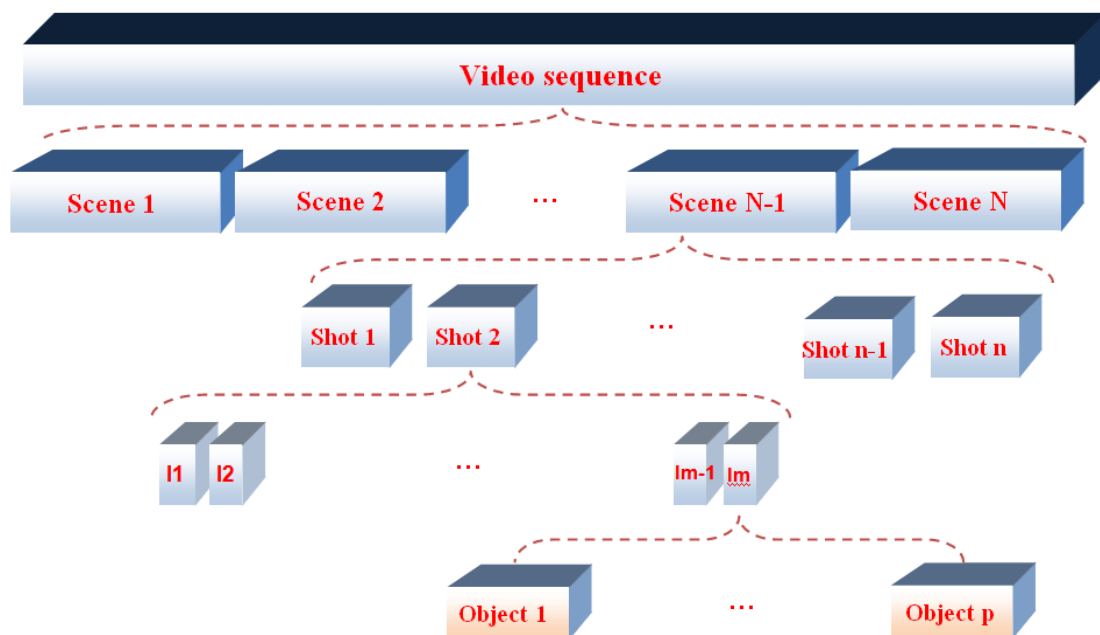 Video sequence
Scene 1 Scene 2 ... Scene N-1 Scene N
Shot 1 Shot 2 ... Shot n-1 Shot n
I1 I2 ... Im-1 Im
Object 1 ... Object p